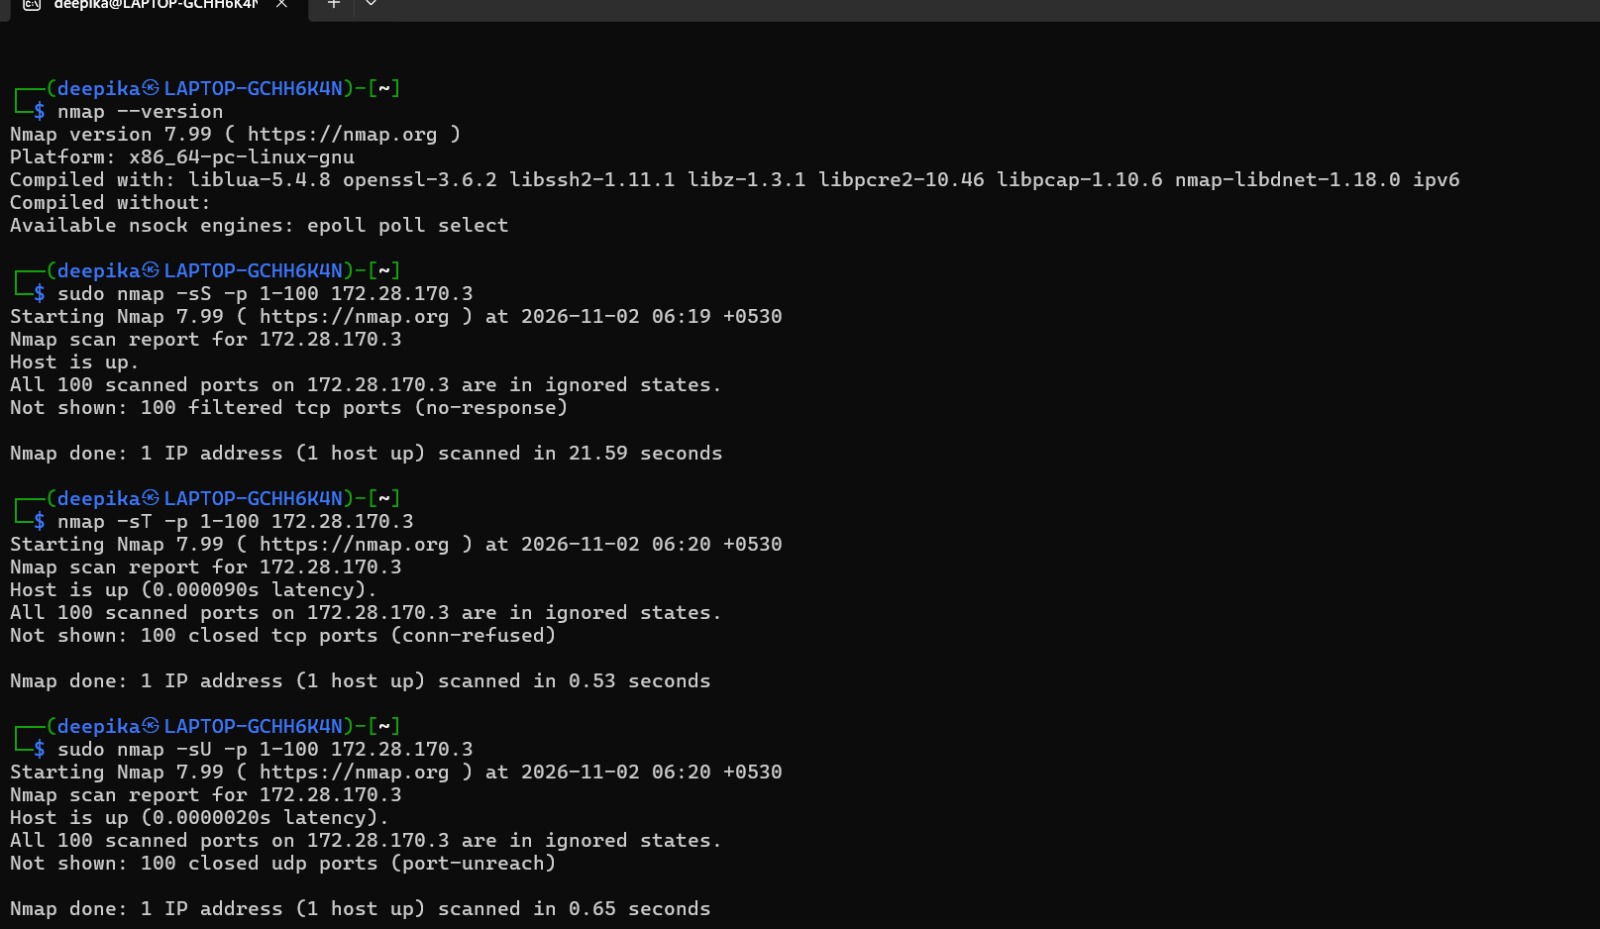 deepika@LAPTOP-GCHH6K4N
┌──(deepika㉿LAPTOP-GCHH6K4N)-[~]
└─$ nmap --version
Nmap version 7.99 ( https://nmap.org )
Platform: x86_64-pc-linux-gnu
Compiled with: liblua-5.4.8 openssl-3.6.2 libssh2-1.11.1 libz-1.3.1 libpcre2-10.46 libpcap-1.10.6 nmap-libdnet-1.18.0 ipv6
Compiled without:
Available nsock engines: epoll poll select
┌──(deepika㉿LAPTOP-GCHH6K4N)-[~]
└─$ sudo nmap -sS -p 1-100 172.28.170.3
Starting Nmap 7.99 ( https://nmap.org ) at 2026-11-02 06:19 +0530
Nmap scan report for 172.28.170.3
Host is up.
All 100 scanned ports on 172.28.170.3 are in ignored states.
Not shown: 100 filtered tcp ports (no-response)
Nmap done: 1 IP address (1 host up) scanned in 21.59 seconds
┌──(deepika㉿LAPTOP-GCHH6K4N)-[~]
└─$ nmap -sT -p 1-100 172.28.170.3
Starting Nmap 7.99 ( https://nmap.org ) at 2026-11-02 06:20 +0530
Nmap scan report for 172.28.170.3
Host is up (0.000090s latency).
All 100 scanned ports on 172.28.170.3 are in ignored states.
Not shown: 100 closed tcp ports (conn-refused)
Nmap done: 1 IP address (1 host up) scanned in 0.53 seconds
┌──(deepika㉿LAPTOP-GCHH6K4N)-[~]
└─$ sudo nmap -sU -p 1-100 172.28.170.3
Starting Nmap 7.99 ( https://nmap.org ) at 2026-11-02 06:20 +0530
Nmap scan report for 172.28.170.3
Host is up (0.0000020s latency).
All 100 scanned ports on 172.28.170.3 are in ignored states.
Not shown: 100 closed udp ports (port-unreach)
Nmap done: 1 IP address (1 host up) scanned in 0.65 seconds